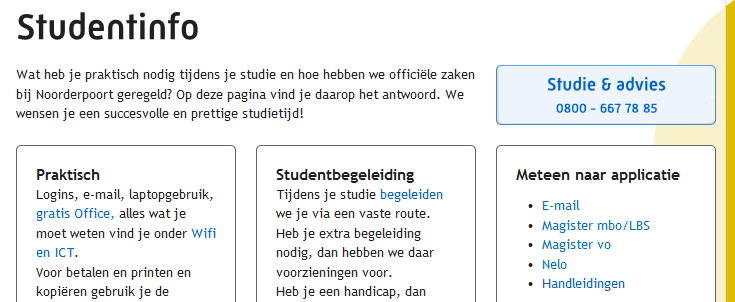 Studentinfo
Wat heb je praktisch nodig tijdens je studie en hoe hebben we officiële zaken
bij Noorderpoort geregeld? Op deze pagina vind je daarop het antwoord. We
wensen je een succesvolle en prettige studietijd!
Studie & advies
0800 - 667 78 85
Praktisch
Logins, e-mail, laptopgebruik,
gratis Office, alles wat je
moet weten vind je onder Wifi
en ICT.
Voor betalen en printen en
kopiëren gebruik je de
Studentbegeleiding
Tijdens je studie begeleiden
we je via een vaste route.
Heb je extra begeleiding
nodig, dan hebben we daar
voorzieningen voor.
Heb je een handicap, dan
Meteen naar applicatie
• E-mail
• Magister mbo/LBS
• Magister vo
• Nelo
• Handleidingen